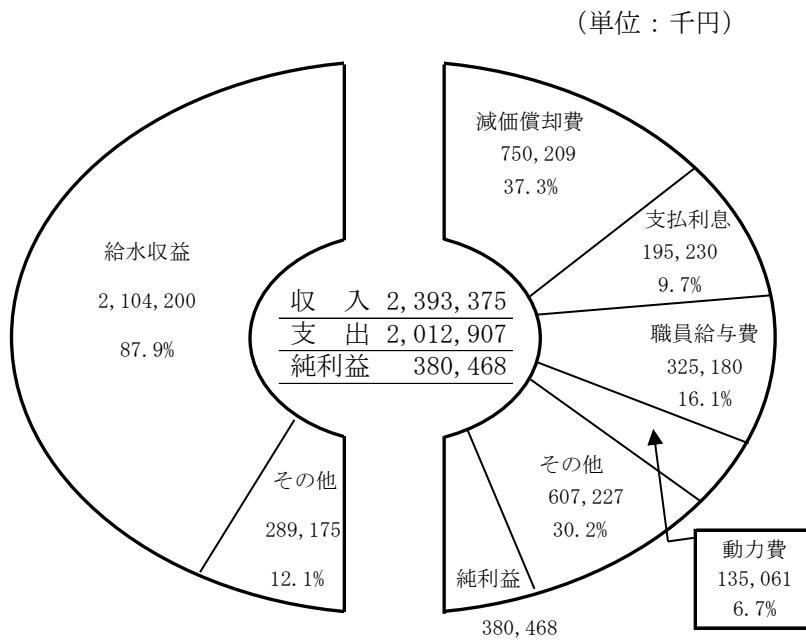 （単位：千円）
減価償却費
750,209
37.3%
支払利息
195,230
9.7%
職員給与費
325,180
16.1%
給水収益
2,104,200
87.9%
収　入 2,393,375
支　出 2,012,907
純利益 380,468
その他
289,175
12.1%
その他
607,227
30.2%
動力費
135,061
6.7%
純利益
380,468